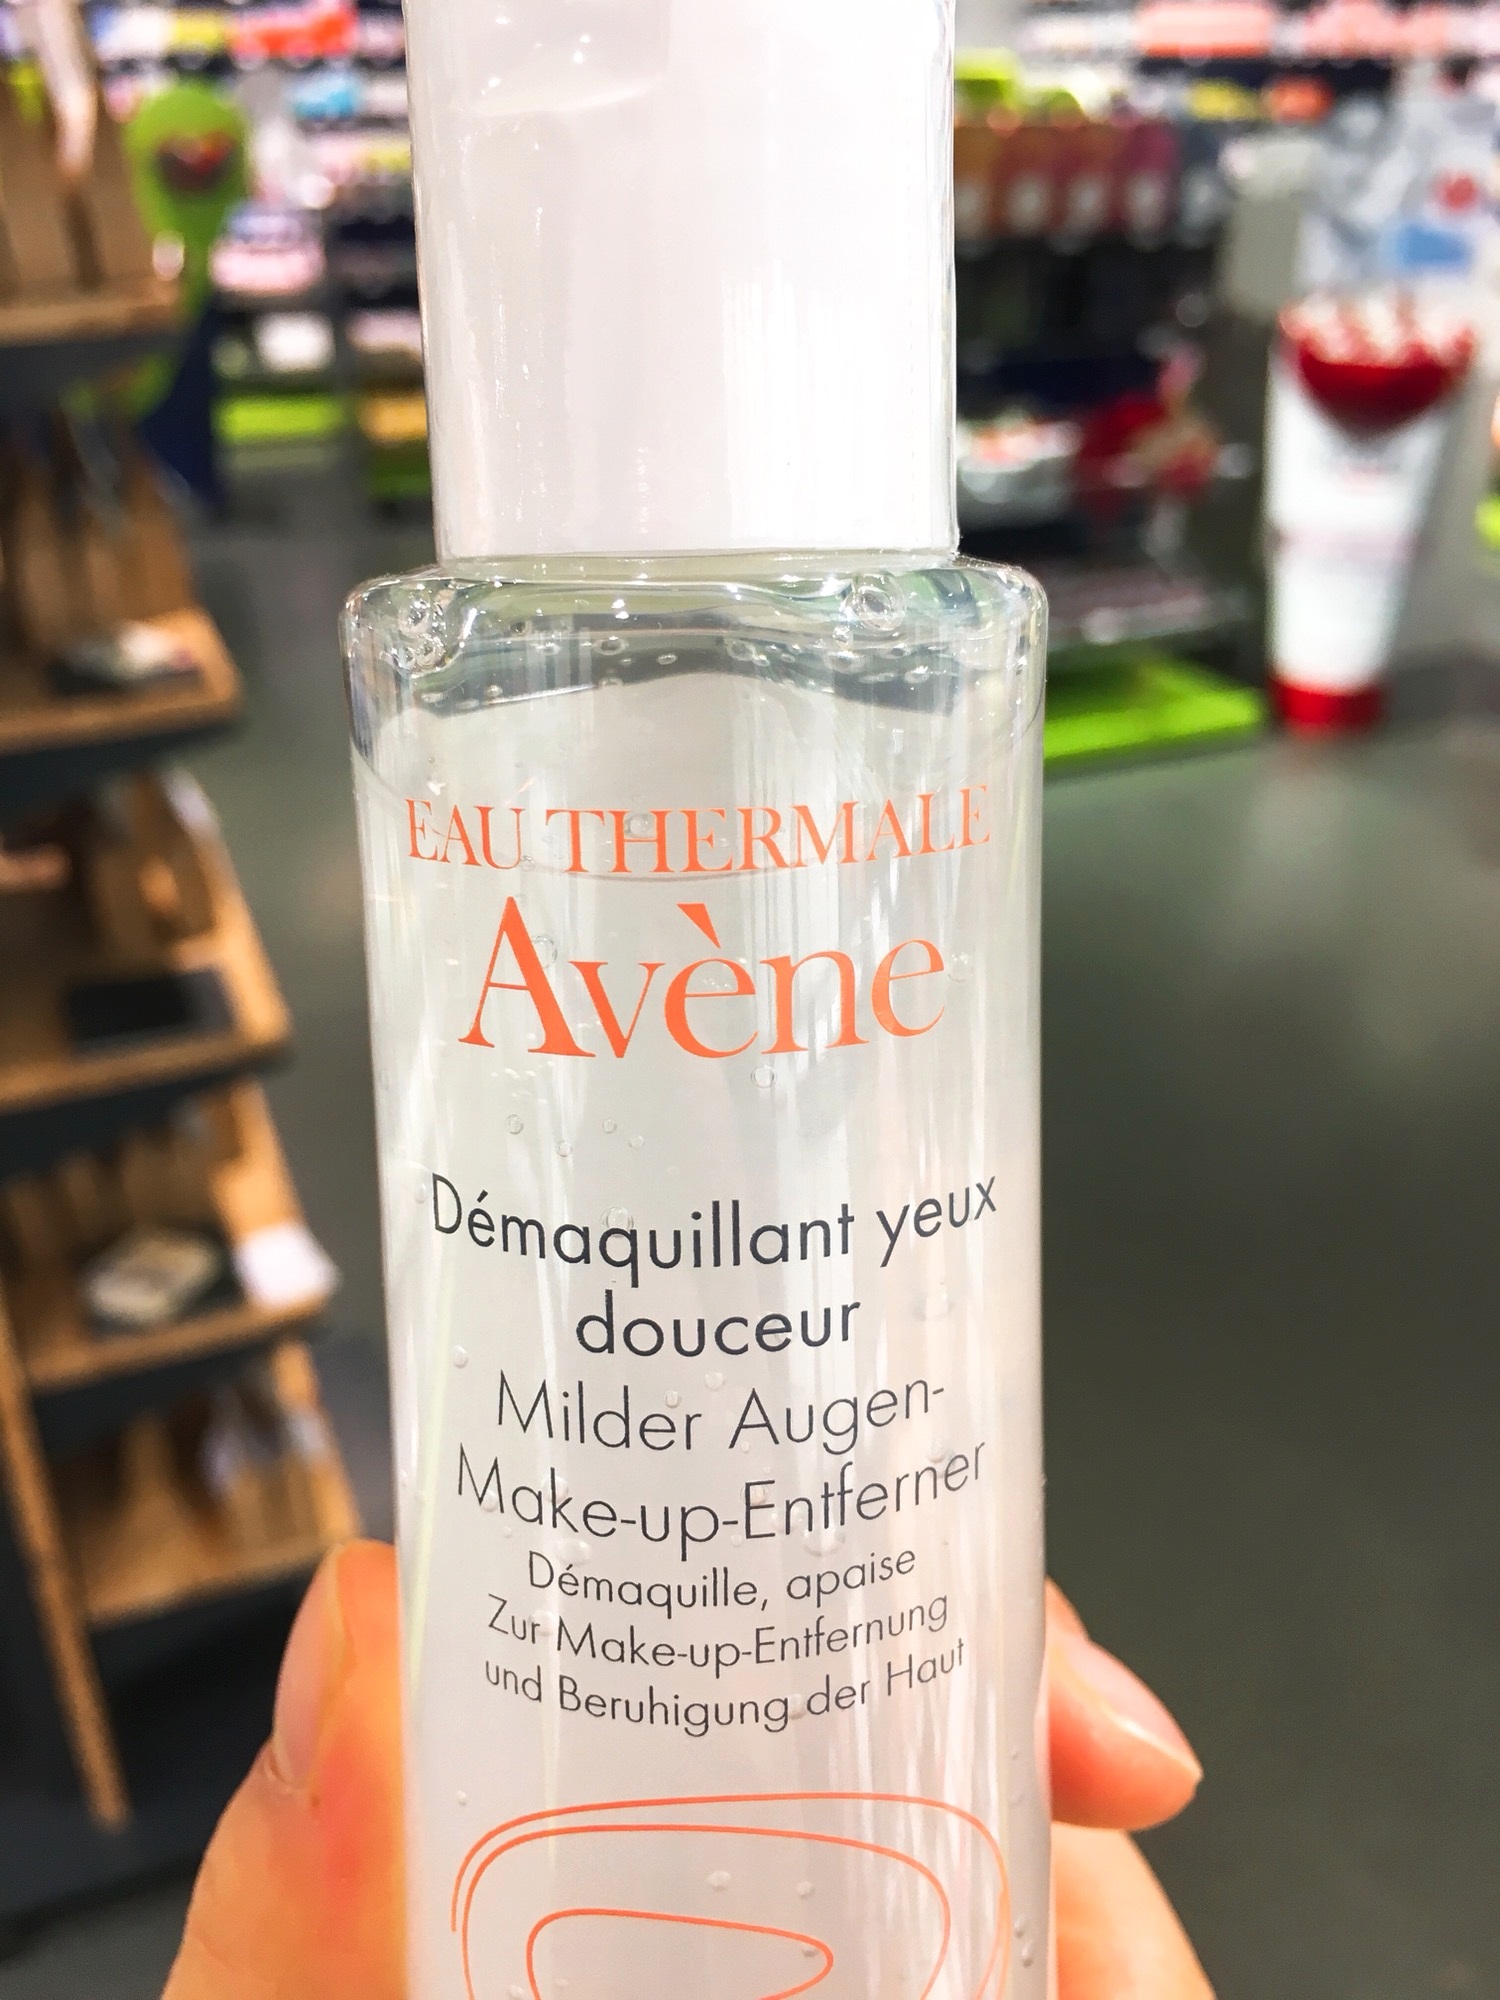 EAU THERMALE
Avène
Démaquillant yeux
douceur
Milder Augen-
Make-up-Entferner
Démaquille, apaise
Zur Make-up-Entfernung
und Beruhigung der Haut